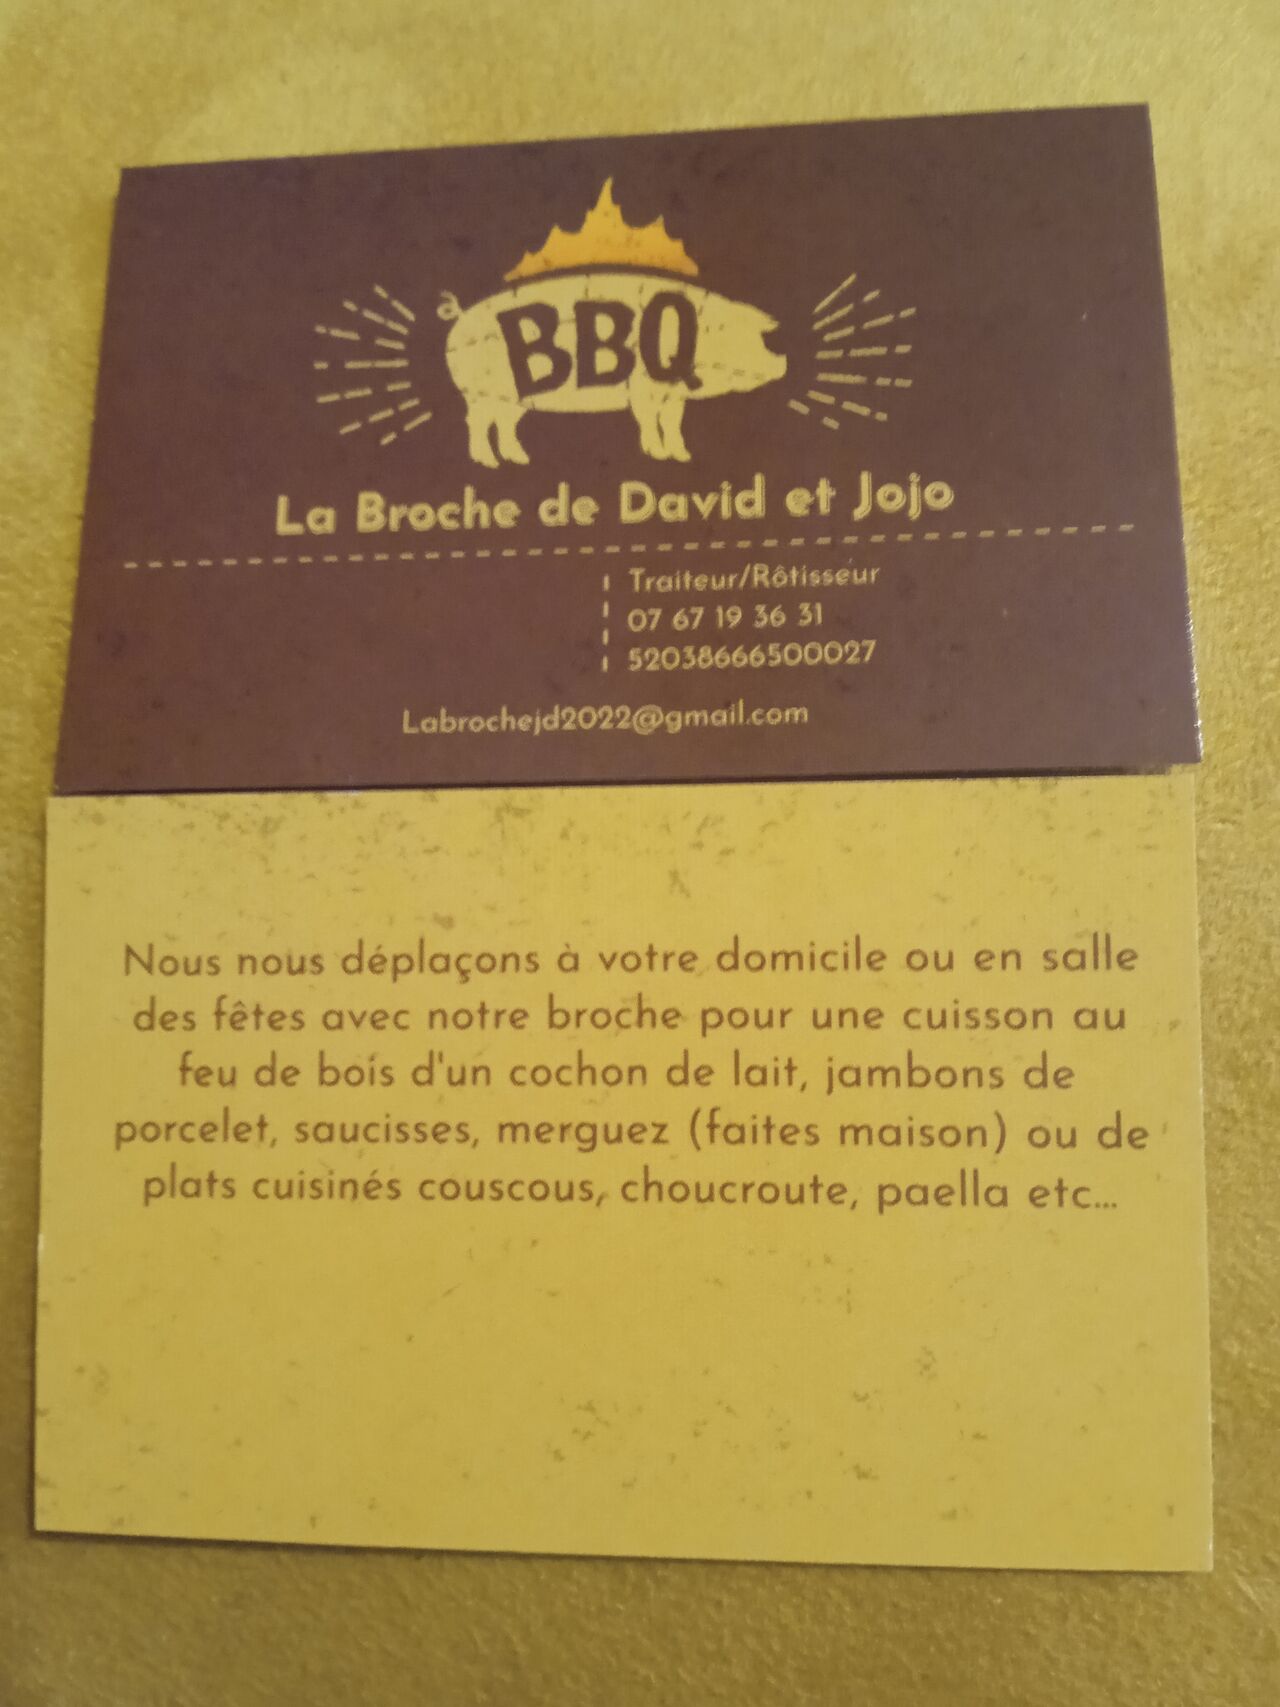 BBQ
La Broche de David et Jojo
Traiteur/Rôtisseur
07 67 19 36 31
52038666500027
Labrochejd2022@gmail.com
Nous nous déplaçons à votre domicile ou en salle
des fêtes avec notre broche pour une cuisson au
feu de bois d'un cochon de lait, jambons de
porcelet, saucisses, merguez (faites maison) ou de
plats cuisinés couscous, choucroute, paella etc...